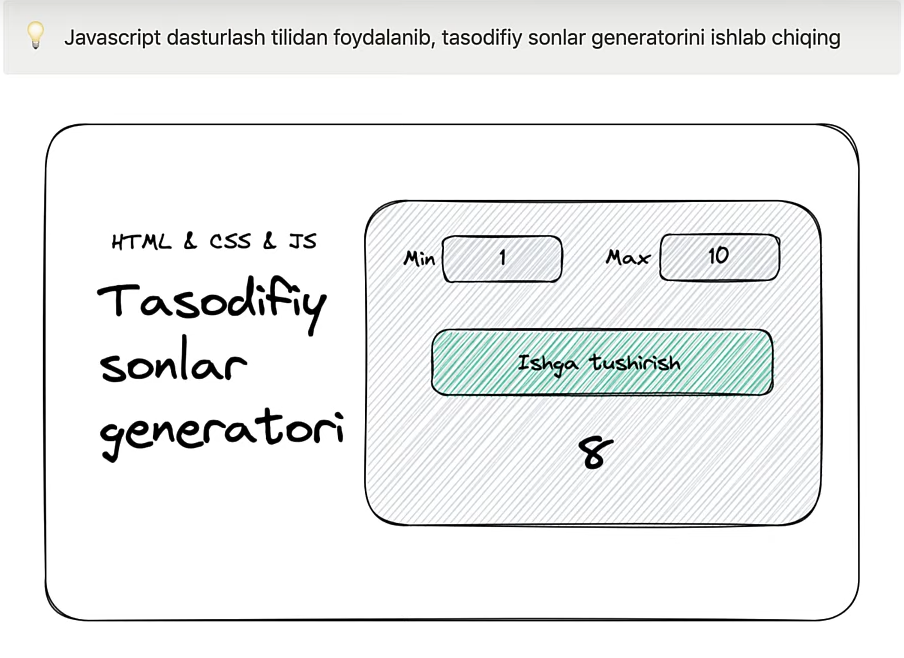 Javascript dasturlash tilidan foydalanib, tasodifiy sonlar generatorini ishlab chiqing
HTML & CSS & JS
Tasodifiy
sonlar
generatori
Min 1 Max 10
Ishga tushirish
8